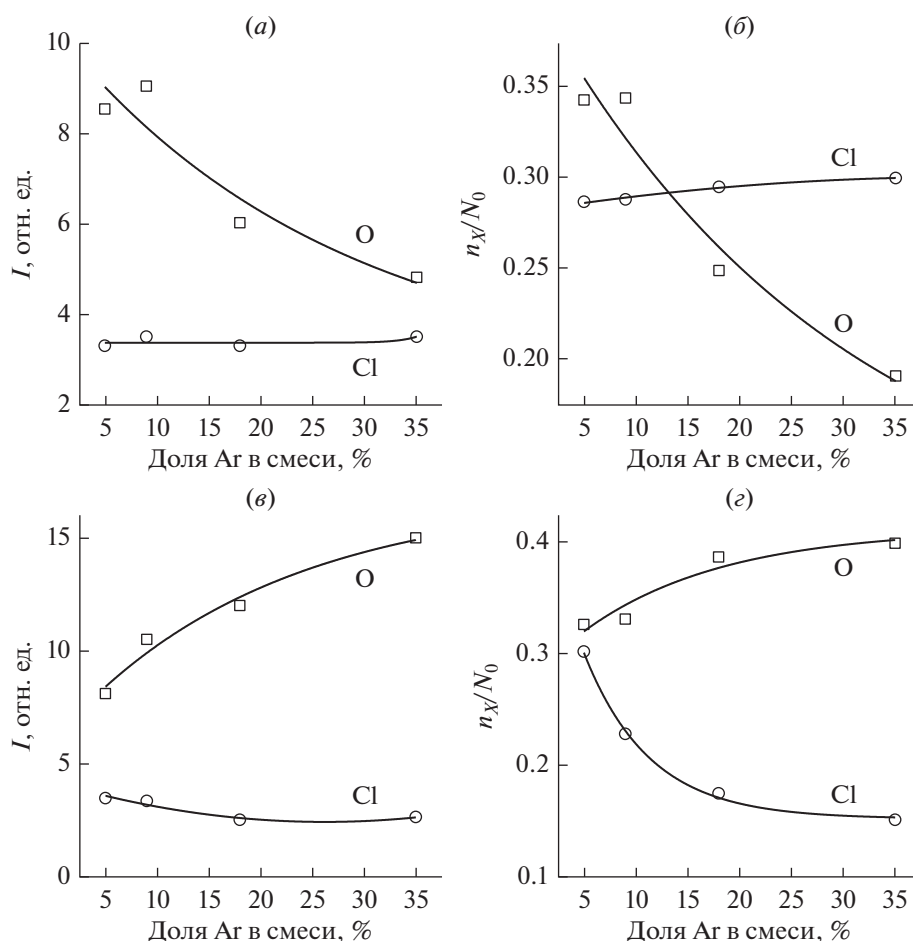 (а)
10
8
6
4
2
I, отн. ед.
O
Cl
5 10 15 20 25 30 35
Доля Ar в смеси, %
(б)
0.35
0.30
0.25
0.20
n_X/N_0
Cl
O
5 10 15 20 25 30 35
Доля Ar в смеси, %
(в)
15
10
5
0
I, отн. ед.
O
Cl
5 10 15 20 25 30 35
Доля Ar в смеси, %
(г)
0.4
0.3
0.2
0.1
n_X/N_0
O
Cl
5 10 15 20 25 30 35
Доля Ar в смеси, %